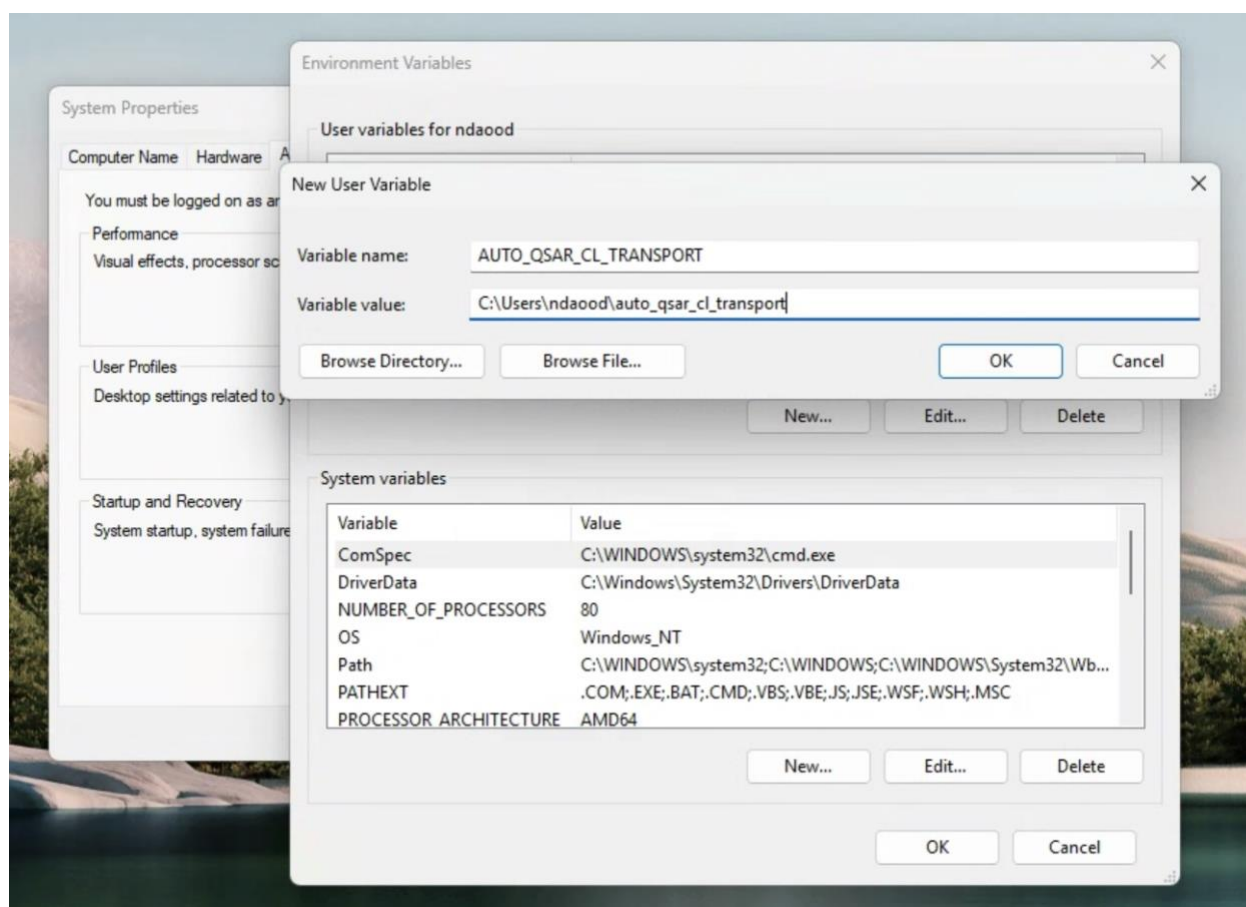 Environment Variables
System Properties
User variables for ndaood
Computer Name Hardware A
New User Variable
You must be logged on as an
Performance
Visual effects, processor sc
Variable name: AUTO_QSAR_CL_TRANSPORT
Variable value: C:\Users\ndaood\auto_qsar_cl_transport
Browse Directory... Browse File... OK Cancel
User Profiles
Desktop settings related to y
New... Edit... Delete
System variables
Startup and Recovery
System startup, system failure
Variable Value
ComSpec C:\WINDOWS\system32\cmd.exe
DriverData C:\Windows\System32\Drivers\DriverData
NUMBER_OF_PROCESSORS 80
OS Windows_NT
Path C:\WINDOWS\system32;C:\WINDOWS;C:\WINDOWS\System32\Wb...
PATHEXT .COM;.EXE;.BAT;.CMD;.VBS;.VBE;.JS;.JSE;.WSF;.WSH;.MSC
PROCESSOR_ARCHITECTURE AMD64
New... Edit... Delete
OK Cancel